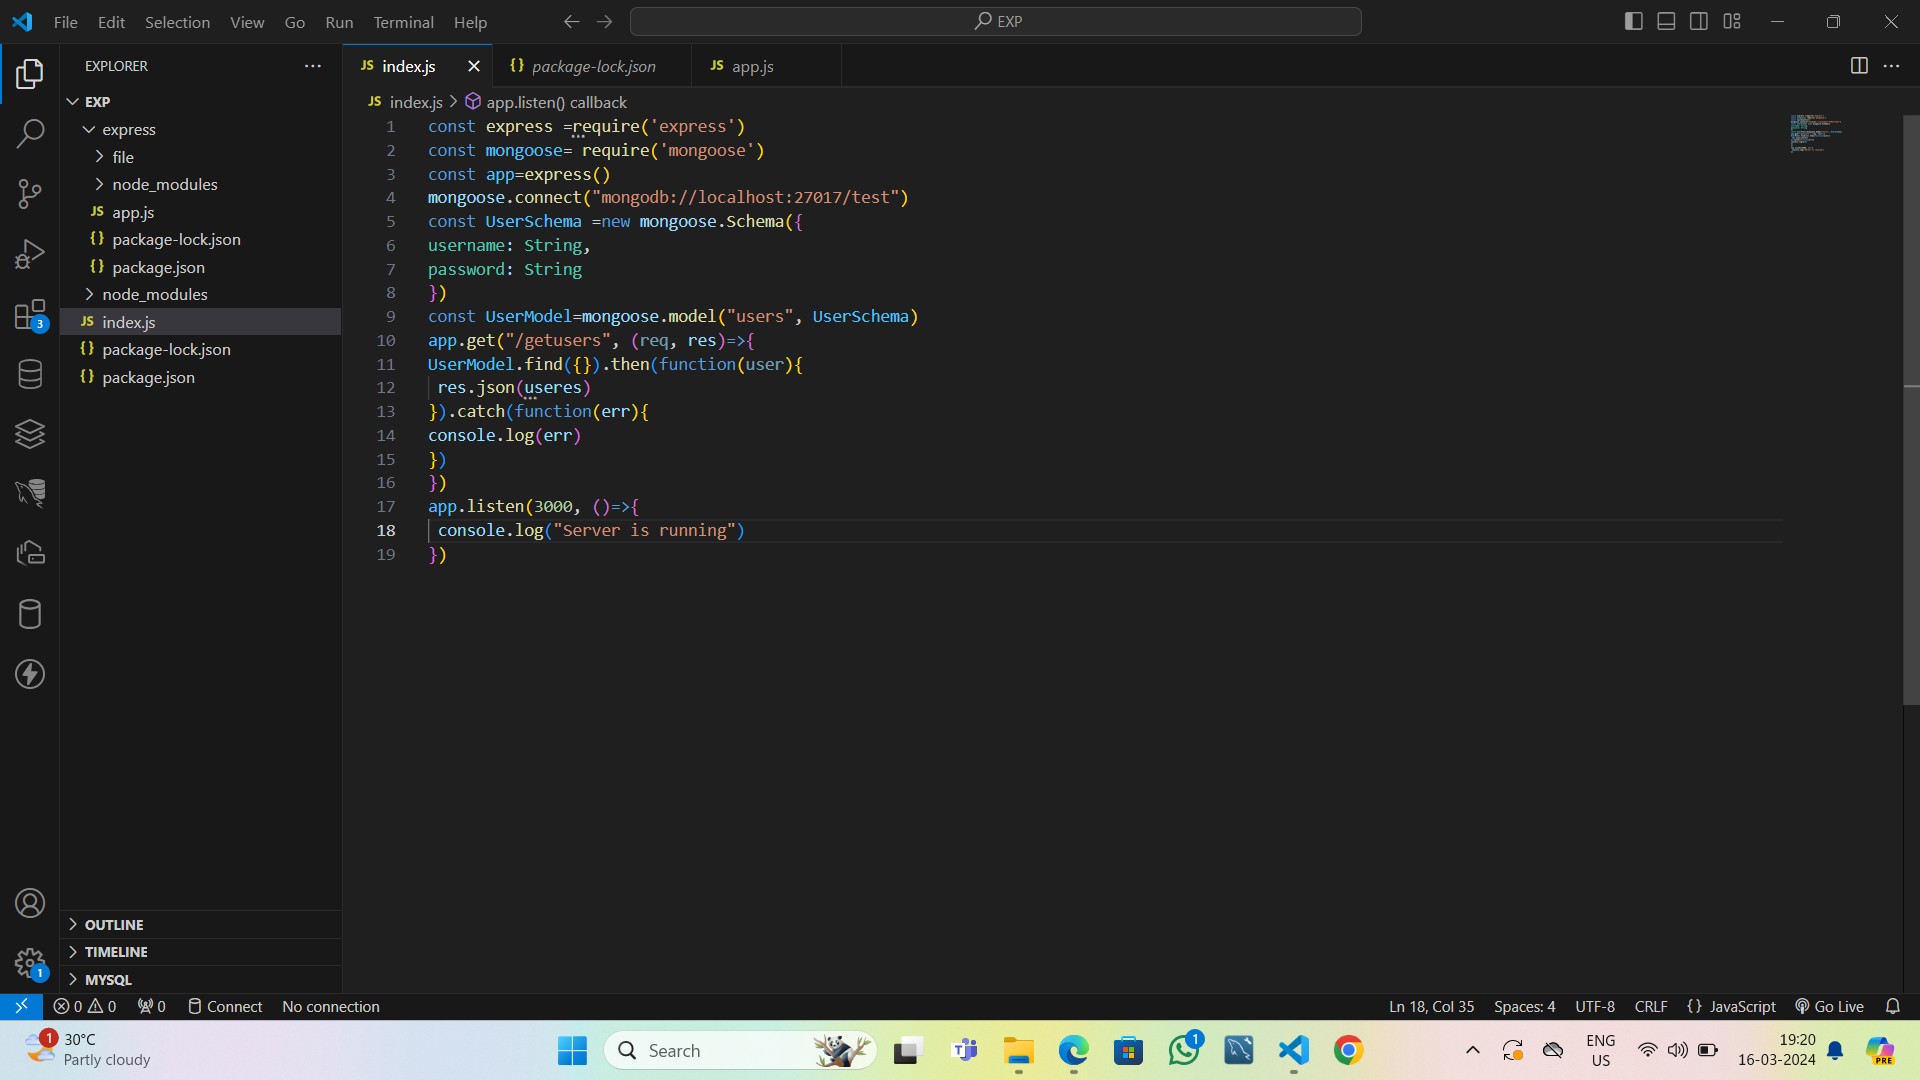 File Edit Selection View Go Run Terminal Help
EXP
EXPLORER
EXP
express
file
node_modules
JS app.js
{} package-lock.json
{} package.json
node_modules
JS index.js
{} package-lock.json
{} package.json
OUTLINE
TIMELINE
MYSQL
3
1
JS index.js
{} package-lock.json
JS app.js
JS index.js > app.listen() callback
1 const express =require('express')
2 const mongoose= require('mongoose')
3 const app=express()
4 mongoose.connect("mongodb://localhost:27017/test")
5 const UserSchema =new mongoose.Schema({
6 username: String,
7 password: String
8 })
9 const UserModel=mongoose.model("users", UserSchema)
10 app.get("/getusers", (req, res)=>{
11 UserModel.find({}).then(function(user){
12 res.json(useres)
13 }).catch(function(err){
14 console.log(err)
15 })
16 })
17 app.listen(3000, ()=>{
18 console.log("Server is running")
19 })
0 0 0 Connect No connection
Ln 18, Col 35 Spaces: 4 UTF-8 CRLF {} JavaScript Go Live
1 30°C
Partly cloudy
Search
1
ENG
US
19:20
16-03-2024
PRE